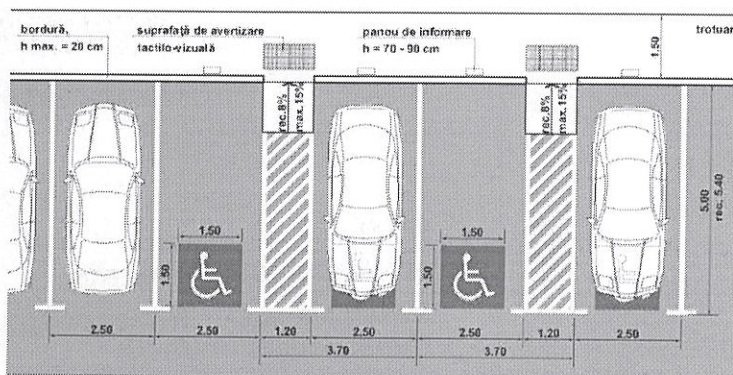 bordură,
h max. = 20 cm
suprafață de avertizare
tactilo-vizuală
panou de informare
h = 70 - 90 cm
1.50
trotuar
rec.8%
max.15%
rec.8%
max.15%
1.50
1.50
1.50
1.50
5.00
rec. 5.40
2.50
2.50
1.20
2.50
2.50
1.20
2.50
3.70
3.70